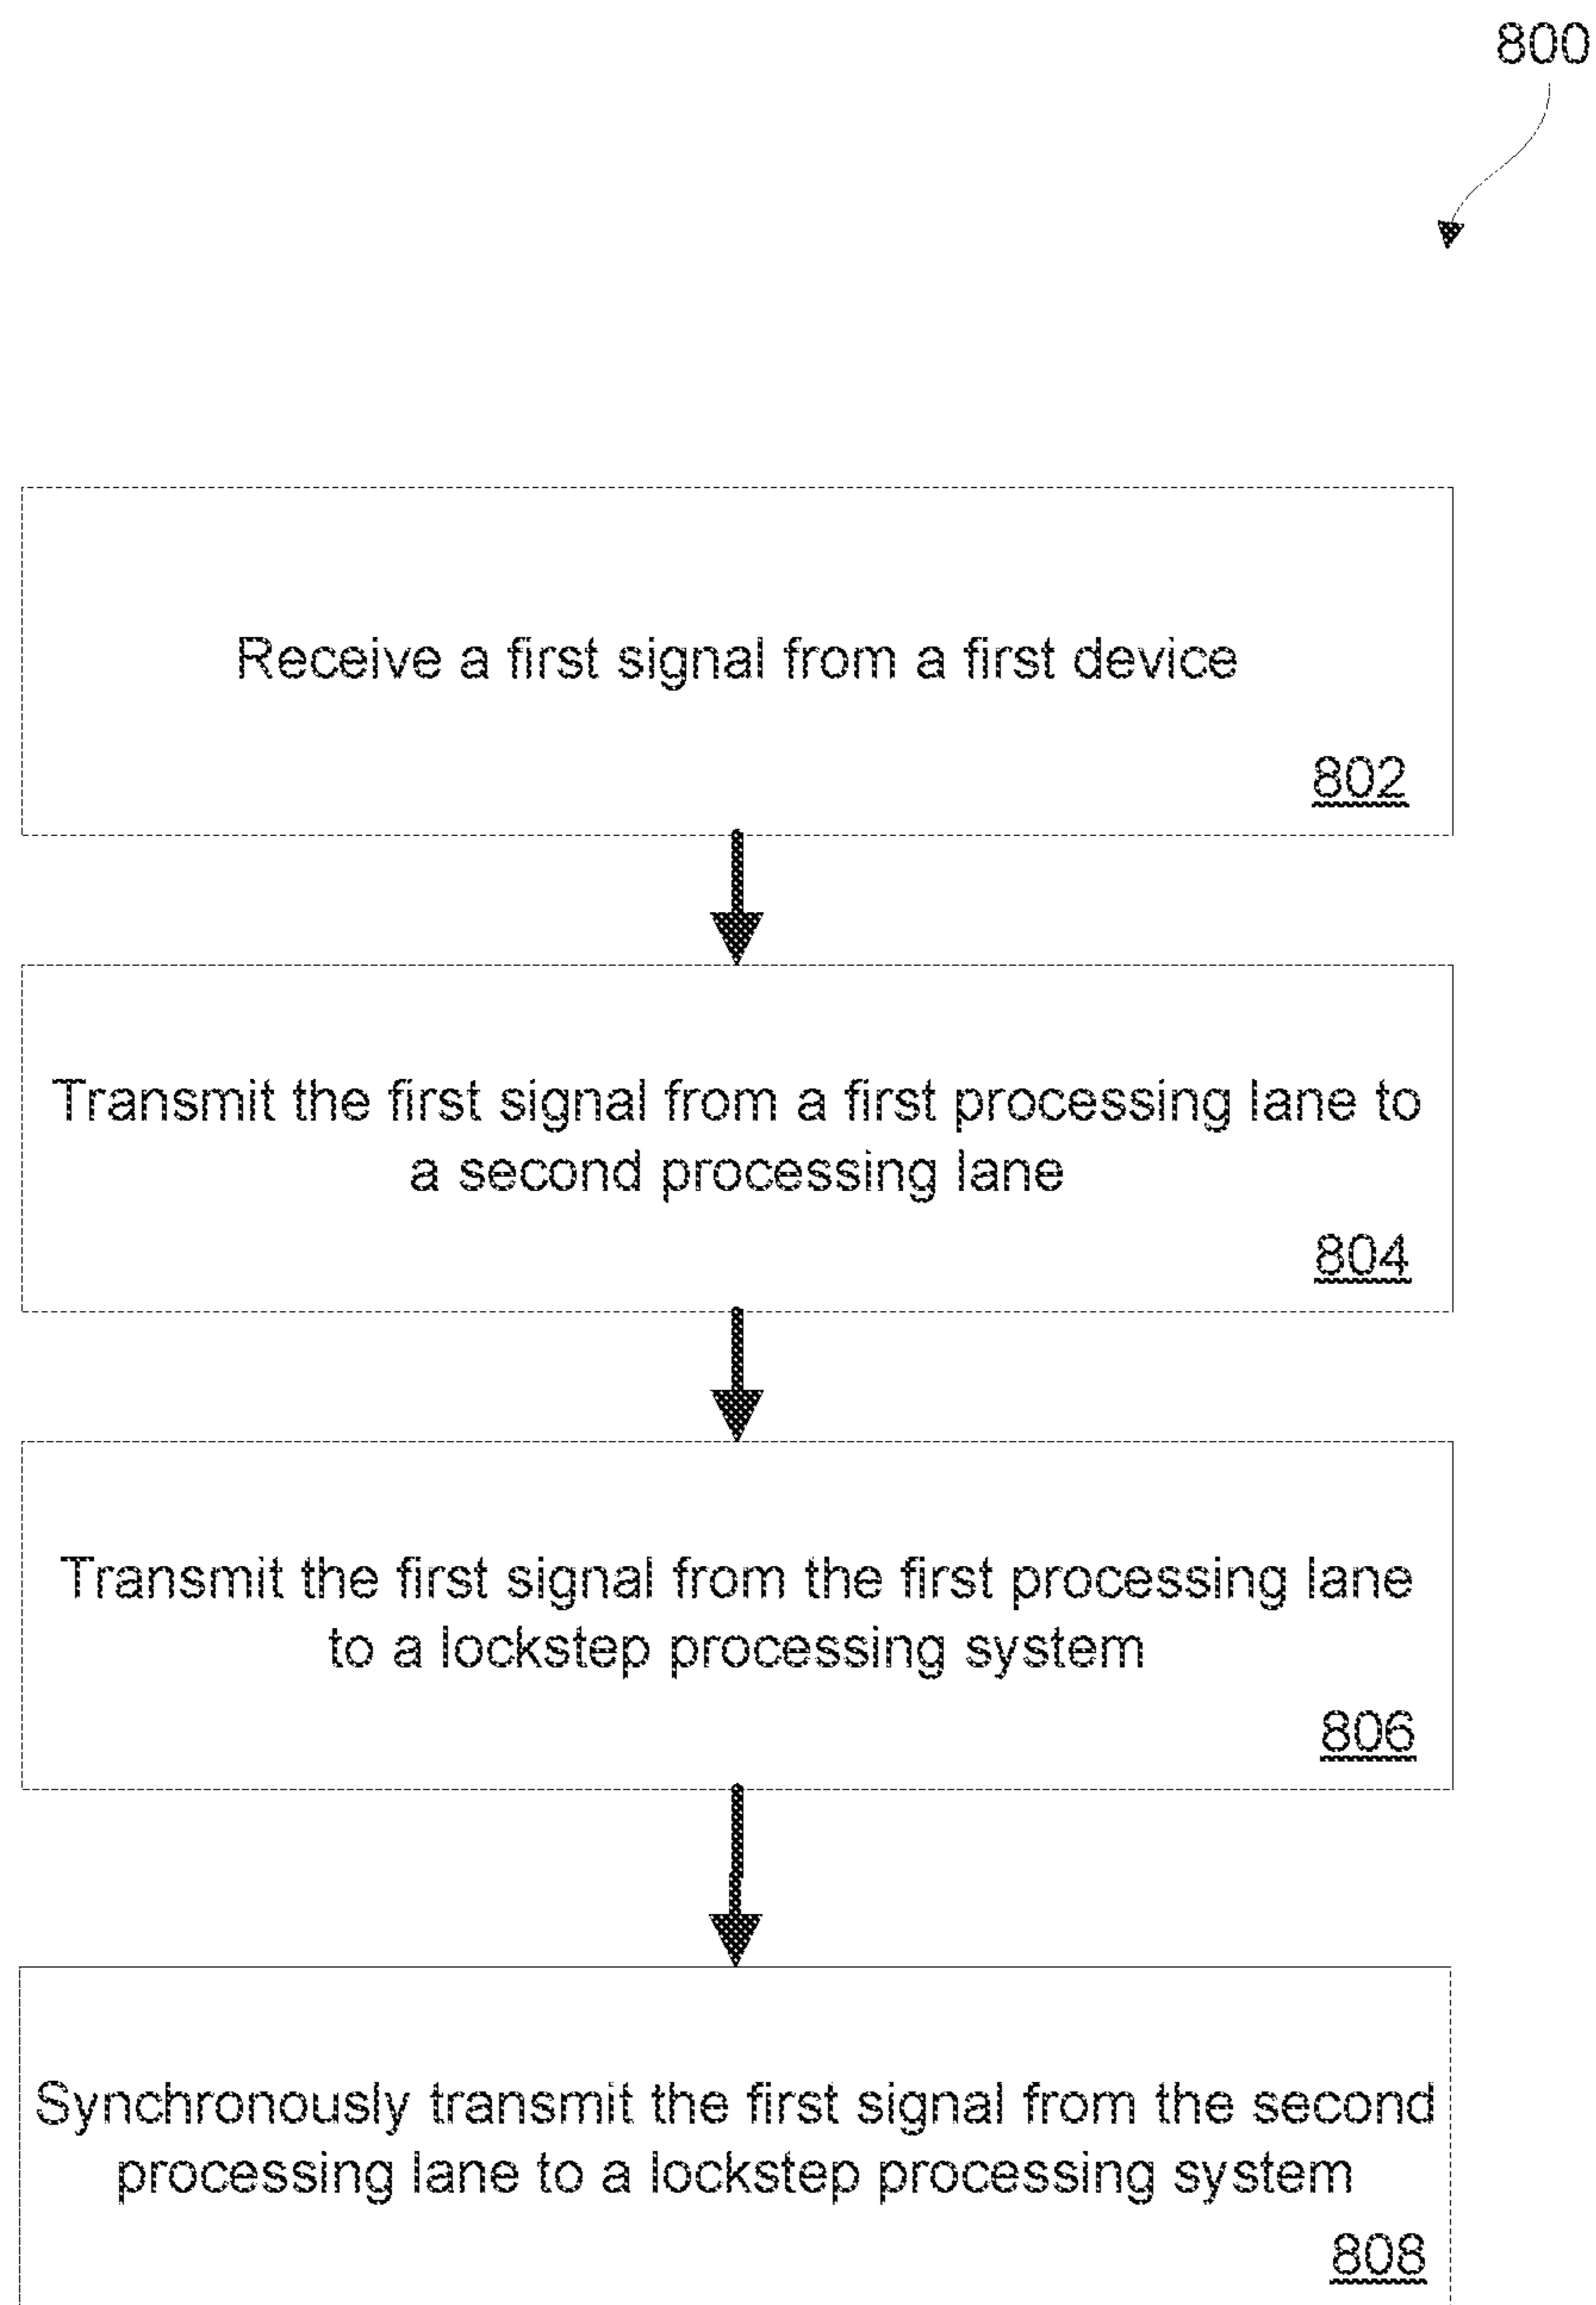 800
Receive a first signal from a first device
802
Transmit the first signal from a first processing lane to
a second processing lane
804
Transmit the first signal from the first processing lane
to a lockstep processing system
806
Synchronously transmit the first signal from the second
processing lane to a lockstep processing system
808